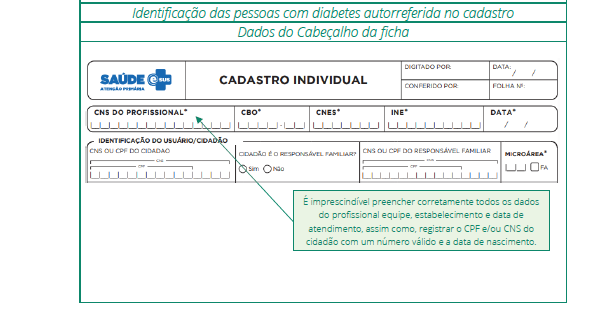 Identificação das pessoas com diabetes autorreferida no cadastro
Dados do Cabeçalho da ficha
SAÚDE e SUS
ATENÇÃO PRIMÁRIA
CADASTRO INDIVIDUAL
DIGITADO POR:
DATA:
/ /
CONFERIDO POR:
FOLHA Nº:
CNS DO PROFISSIONAL*
CBO*
CNES*
INE*
DATA*
/ /
IDENTIFICAÇÃO DO USUÁRIO/CIDADÃO
CNS OU CPF DO CIDADÃO
CNS
CPF
CIDADÃO É O RESPONSÁVEL FAMILIAR?
Sim Não
CNS OU CPF DO RESPONSÁVEL FAMILIAR
CNS
CPF
MICROÁREA*
FA
É imprescindível preencher corretamente todos os dados
do profissional equipe, estabelecimento e data de
atendimento, assim como, registrar o CPF e/ou CNS do
cidadão com um número válido e a data de nascimento.